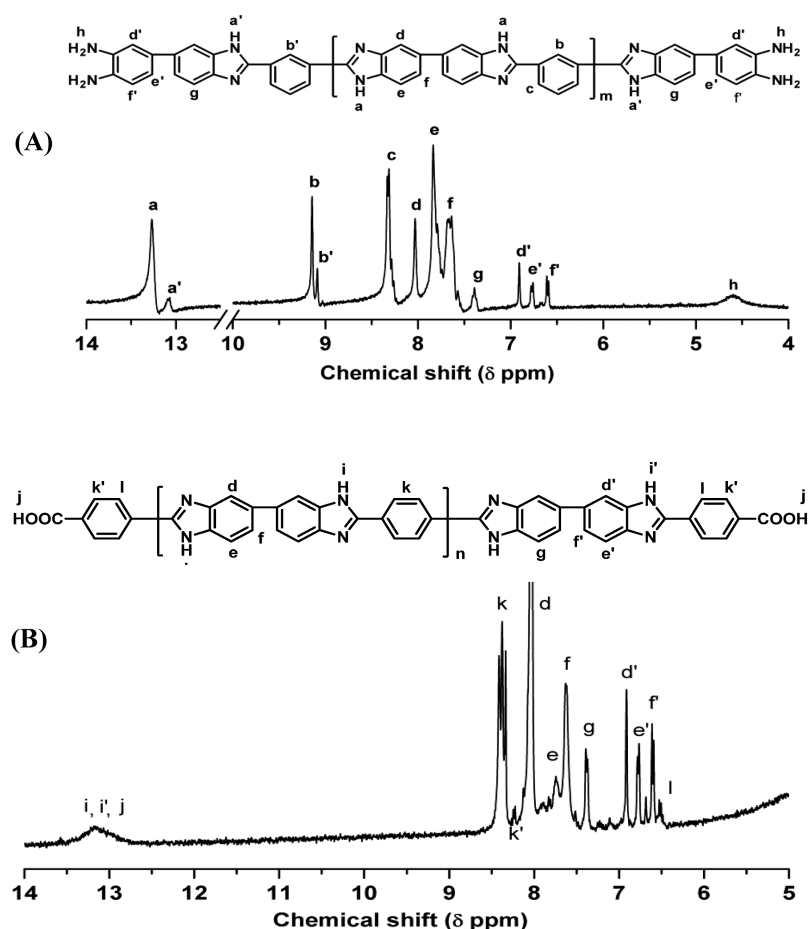 h a' a h
H₂N d' H N b' N d H N b N d' NH₂
H₂N f' e' g N N H a e f N c m N H a' g e' f' NH₂
(A)
a a' b b' c d e f g d' e' f' h
14 13 10 9 8 7 6 5 4
Chemical shift (δ ppm)
j k' l d i k d' i' l k' j
HOOC N H N N H N COOH
N H e f N n N H g f' e' N
(B)
i, i', j k k' d e f g d' e' f' l
14 13 12 11 10 9 8 7 6 5
Chemical shift (δ ppm)